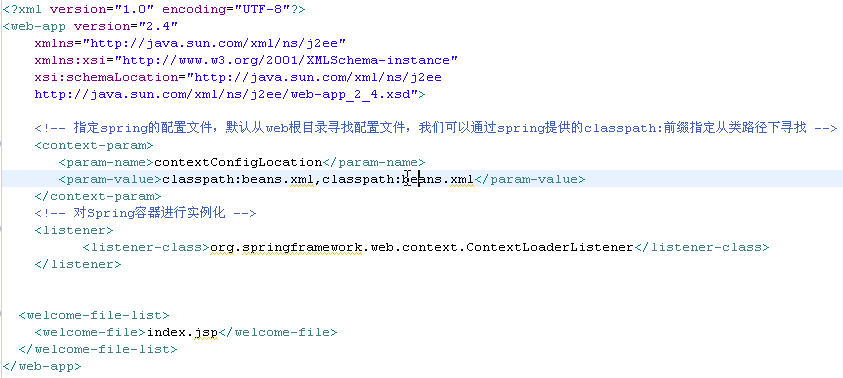 <?xml version="1.0" encoding="UTF-8"?>
<web-app version="2.4"
xmlns="http://java.sun.com/xml/ns/j2ee"
xmlns:xsi="http://www.w3.org/2001/XMLSchema-instance"
xsi:schemaLocation="http://java.sun.com/xml/ns/j2ee
http://java.sun.com/xml/ns/j2ee/web-app_2_4.xsd">
<!-- 指定spring的配置文件，默认从web根目录寻找配置文件，我们可以通过spring提供的classpath:前缀指定从类路径下寻找 -->
<context-param>
<param-name>contextConfigLocation</param-name>
<param-value>classpath:beans.xml,classpath:beans.xml</param-value>
</context-param>
<!-- 对Spring容器进行实例化 -->
<listener>
<listener-class>org.springframework.web.context.ContextLoaderListener</listener-class>
</listener>
<welcome-file-list>
<welcome-file>index.jsp</welcome-file>
</welcome-file-list>
</web-app>